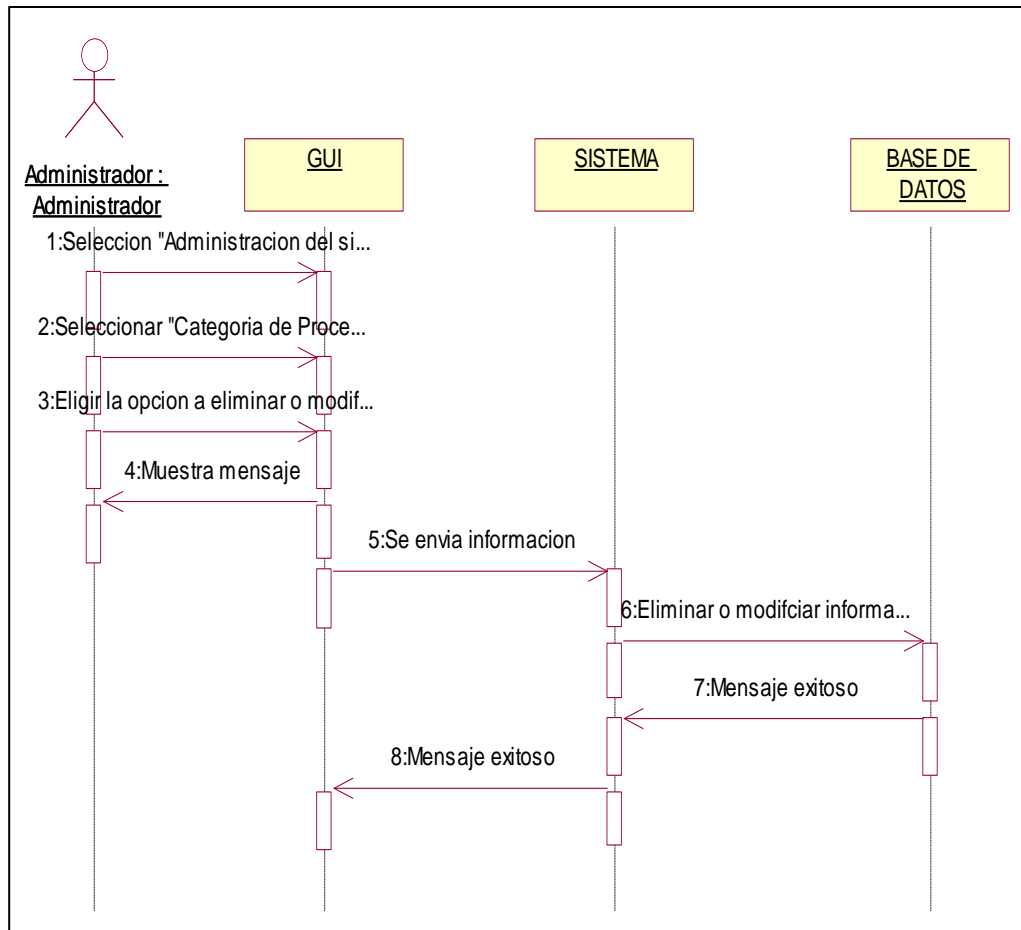 Administrador :
Administrador
GUI
SISTEMA
BASE DE
DATOS
1:Seleccion "Administracion del si...
2:Seleccionar "Categoria de Proce...
3:Eligir la opcion a eliminar o modif...
4:Muestra mensaje
5:Se envia informacion
6:Eliminar o modifciar informa...
7:Mensaje exitoso
8:Mensaje exitoso